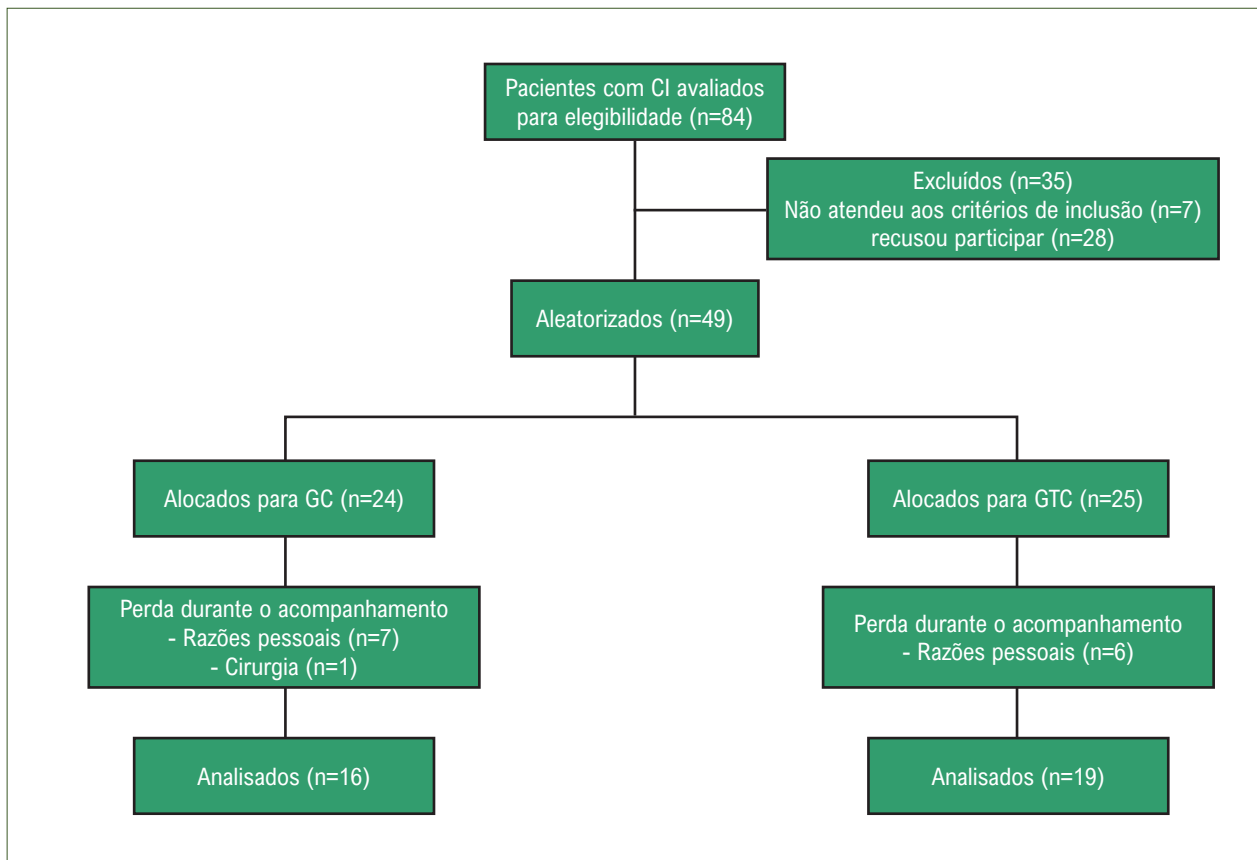 Pacientes com CI avaliados
para elegibilidade (n=84)
Excluídos (n=35)
Não atendeu aos critérios de inclusão (n=7)
recusou participar (n=28)
Aleatorizados (n=49)
Alocados para GC (n=24)
Alocados para GTC (n=25)
Perda durante o acompanhamento
- Razões pessoais (n=7)
- Cirurgia (n=1)
Perda durante o acompanhamento
- Razões pessoais (n=6)
Analisados (n=16)
Analisados (n=19)